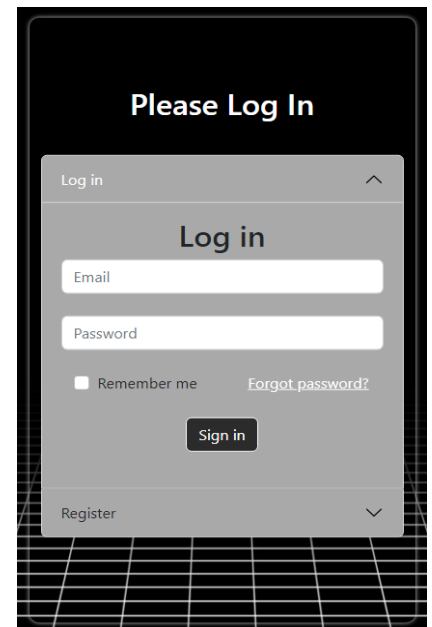 Please Log In
Log in
Log in
Email
Password
Remember me Forgot password?
Sign in
Register